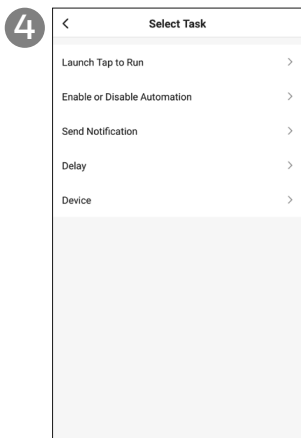 4
Select Task
Launch Tap to Run
Enable or Disable Automation
Send Notification
Delay
Device